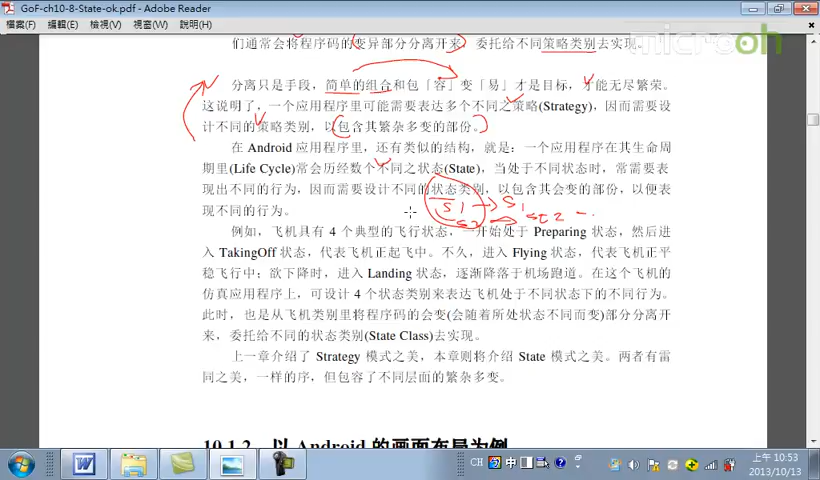 GoF-ch10-8-State-ok.pdf - Adobe Reader
檔案(F) 編輯(E) 檢視(V) 視窗(W) 說明(H)
microoh
们通常会将程序码的(变异部分分离开来)委托给不同策略类别去实现。
分离只是手段，简单的组合和包「容」变「易」才是目标，才能无尽繁荣。
这说明了，一个应用程序里可能需要表达多个不同之策略(Strategy)，因而需要设
计不同的策略类别，以(包含其繁杂多变的部份。)
在 Android 应用程序里，还有类似的结构，就是：一个应用程序在其生命周
期里(Life Cycle)常会历经数个不同之状态(State)，当处于不同状态时，常需要表
现出不同的行为，因而需要设计不同的状态类别，以包含其会变的部份，以便表
现不同的行为。
S1 → S1
S2 → St2
例如，飞机具有 4 个典型的飞行状态，一开始处于 Preparing 状态，然后进
入 TakingOff 状态，代表飞机正起飞中。不久，进入 Flying 状态，代表飞机正平
稳飞行中；欲下降时，进入 Landing 状态，逐渐降落于机场跑道。在这个飞机的
仿真应用程序上，可设计 4 个状态类别来表达飞机处于不同状态下的不同行为。
此时，也是从飞机类别里将程序码的会变(会随着所处状态不同而变)部分分离开
来，委托给不同的状态类别(State Class)去实现。
上一章介绍了 Strategy 模式之美，本章则将介绍 State 模式之美。两者有雷
同之美，一样的序，但包容了不同层面的繁杂多变。
10.1.2 以 Android 的画面布局为例
CH 中 上午 10:53
2013/10/13